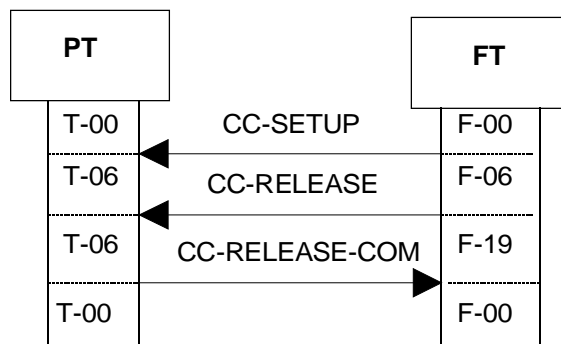 PT FT
T-00 CC-SETUP F-00
T-06 CC-RELEASE F-06
T-06 CC-RELEASE-COM F-19
T-00 F-00